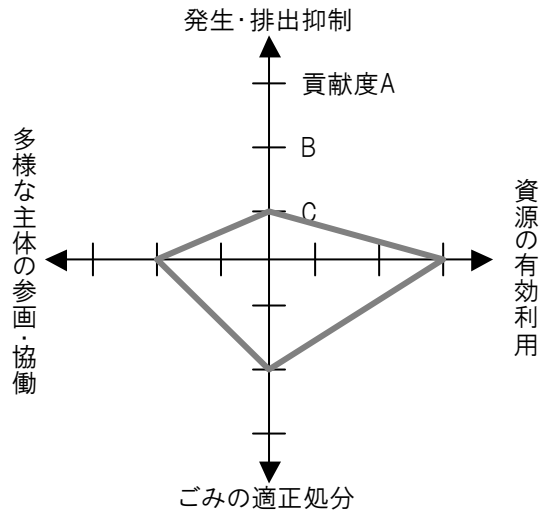 発生・排出抑制
貢献度A
B
C
多様な主体の参画・協働
資源の有効利用
ごみの適正処分